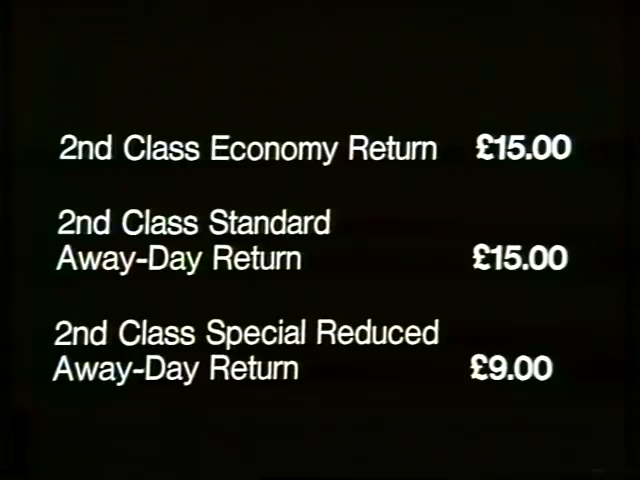 2nd Class Economy Return £15.00
2nd Class Standard
Away-Day Return £15.00
2nd Class Special Reduced
Away-Day Return £9.00